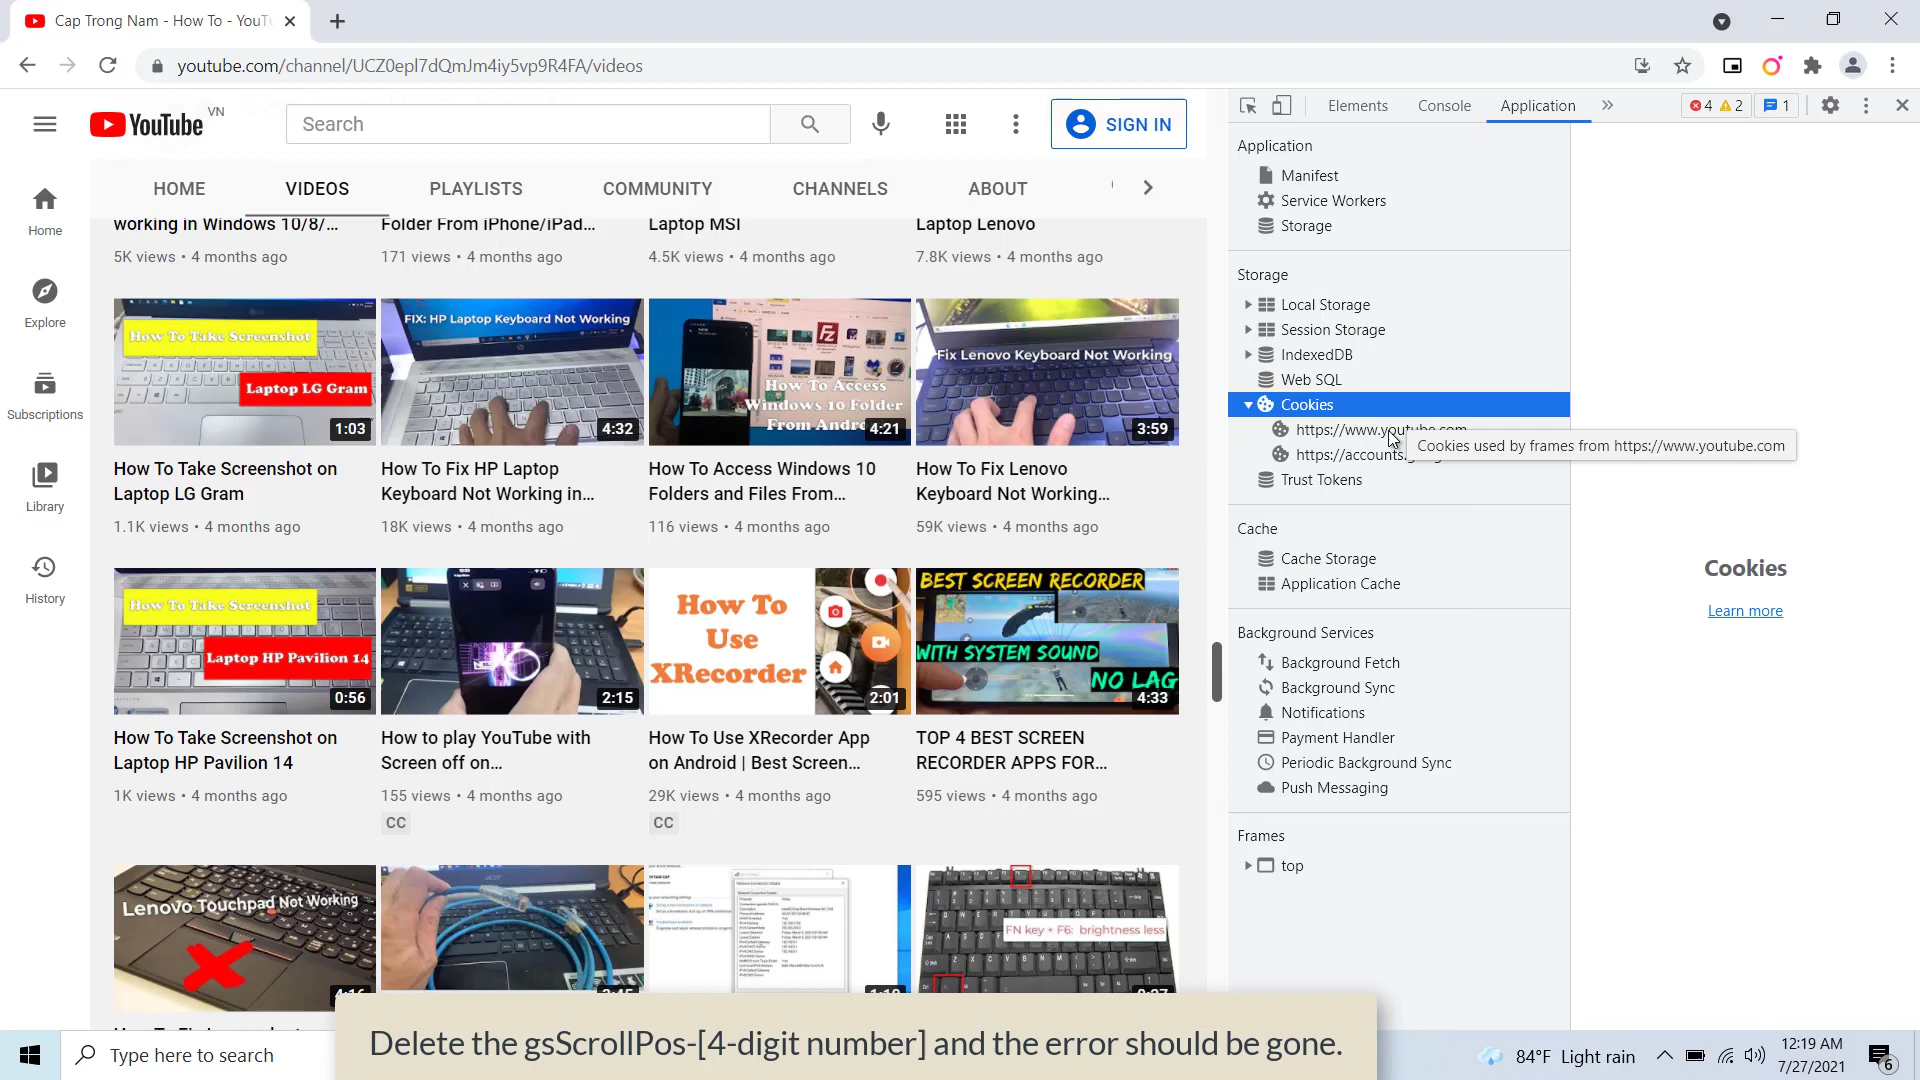 Cap Trong Nam - How To - YouT
youtube.com/channel/UCZ0epl7dQmJm4iy5vp9R4FA/videos
YouTube VN
Search
SIGN IN
HOME VIDEOS PLAYLISTS COMMUNITY CHANNELS ABOUT
Home
Explore
Subscriptions
Library
History
working in Windows 10/8/...
5K views • 4 months ago
Folder From iPhone/iPad...
171 views • 4 months ago
Laptop MSI
4.5K views • 4 months ago
Laptop Lenovo
7.8K views • 4 months ago
How To Take Screenshot
Laptop LG Gram
1:03
How To Take Screenshot on
Laptop LG Gram
1.1K views • 4 months ago
FIX: HP Laptop Keyboard Not Working
4:32
How To Fix HP Laptop
Keyboard Not Working in...
18K views • 4 months ago
How To Access
Windows 10 Folder
From Android
4:21
How To Access Windows 10
Folders and Files From...
116 views • 4 months ago
Fix Lenovo Keyboard Not Working
3:59
How To Fix Lenovo
Keyboard Not Working...
59K views • 4 months ago
How To Take Screenshot
Laptop HP Pavilion 14
0:56
How To Take Screenshot on
Laptop HP Pavilion 14
1K views • 4 months ago
2:15
How to play YouTube with
Screen off on...
155 views • 4 months ago
CC
How To
Use
XRecorder
2:01
How To Use XRecorder App
on Android | Best Screen...
29K views • 4 months ago
CC
BEST SCREEN RECORDER
WITH SYSTEM SOUND
NO LAG
4:33
TOP 4 BEST SCREEN
RECORDER APPS FOR...
595 views • 4 months ago
Lenovo Touchpad Not Working
FN key + F6: brightness less
Elements Console Application
4 2 1
Application
Manifest
Service Workers
Storage
Storage
Local Storage
Session Storage
IndexedDB
Web SQL
Cookies
https://www.youtube.com
https://accounts.
Cookies used by frames from https://www.youtube.com
Trust Tokens
Cache
Cache Storage
Application Cache
Background Services
Background Fetch
Background Sync
Notifications
Payment Handler
Periodic Background Sync
Push Messaging
Frames
top
Cookies
Learn more
Delete the gsScrollPos-[4-digit number] and the error should be gone.
Type here to search
84°F Light rain
12:19 AM
7/27/2021
6